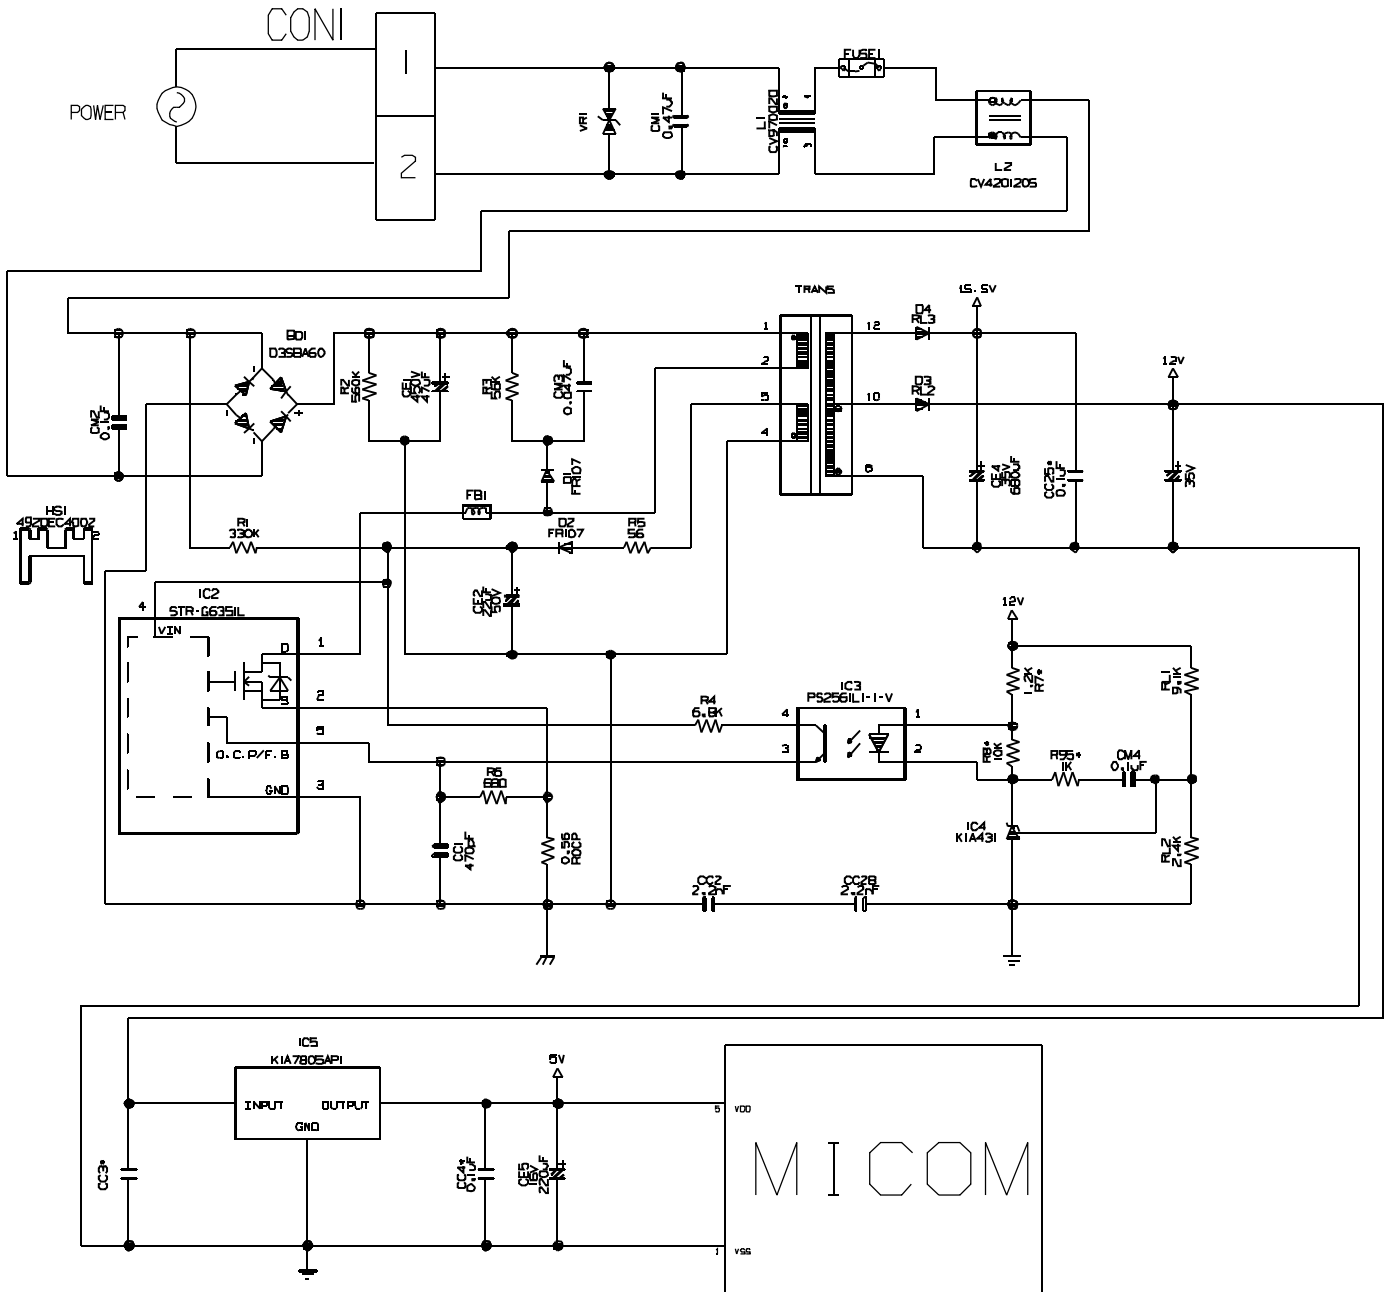 CON1
1
2
POWER
VR1
CM1
0.47uF
L1
CV970020
FUSE1
L2
CV4201205
TRANS
15.5V
12V
BD1
D3SBA60
CM2
0.1uF
R2
560K
CE1
450V
47uF
R3
56K
CM3
0.047uF
D1
FR107
1
2
5
4
12
10
8
D4
RL3
D3
RL2
CE4
35V
680uF
CC25*
0.1uF
35V
HS1
4920EC4002
1
2
R1
330K
FB1
D2
FR107
R5
56
CE2
22uF
50V
IC2
STR-G6351L
4
VIN
D
1
S
2
5
O.C.P/F.B
GND
3
R4
6.8K
IC3
PS2561L1-1-V
4
3
1
2
12V
1.2K
R7*
RL1
9.1K
R8*
10K
R95*
1K
CM4
0.1uF
IC4
KIA431
RL2
2.4K
R6
680
CC1
470pF
0.56
ROCP
CC2
2.2nF
CC28
2.2nF
IC5
KIA7805API
INPUT
OUTPUT
GND
5V
CC3*
CC4*
0.1uF
CE5
16V
220uF
5
VDD
MICOM
1
VSS